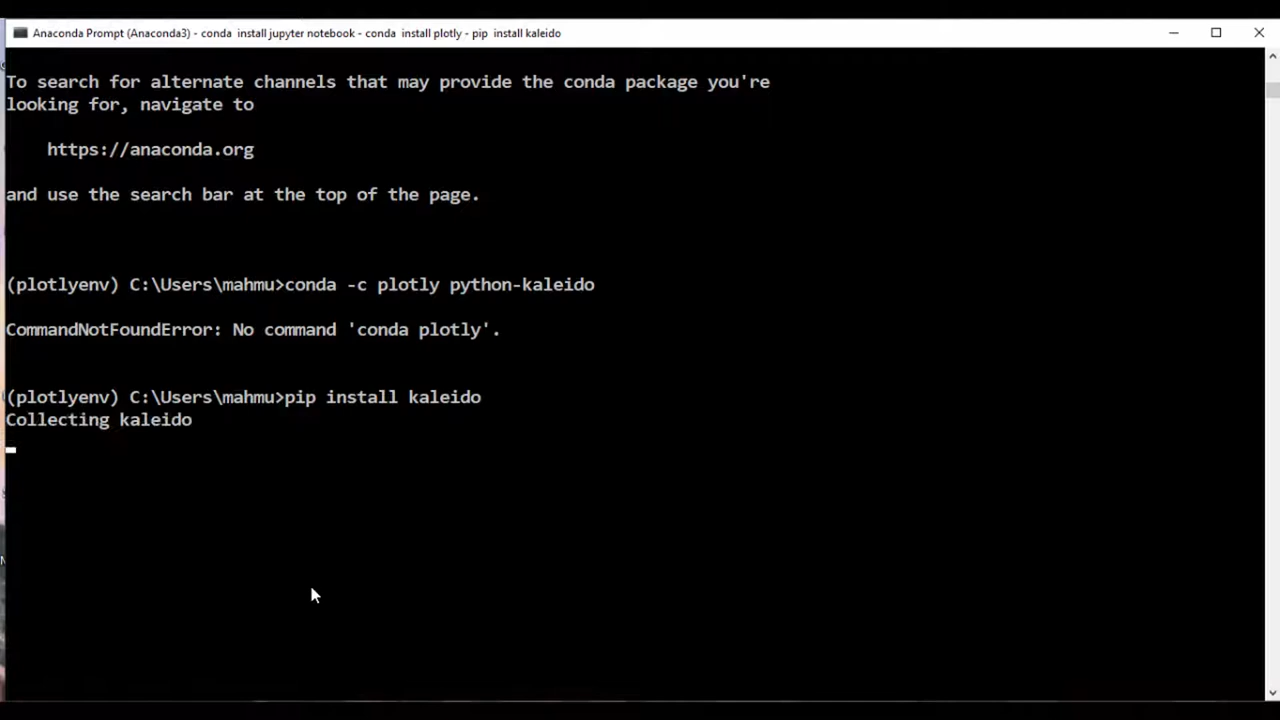 Anaconda Prompt (Anaconda3) - conda  install jupyter notebook - conda  install plotly - pip  install kaleido
To search for alternate channels that may provide the conda package you're
looking for, navigate to
https://anaconda.org
and use the search bar at the top of the page.
(plotlyenv) C:\Users\mahmu>conda -c plotly python-kaleido
CommandNotFoundError: No command 'conda plotly'.
(plotlyenv) C:\Users\mahmu>pip install kaleido
Collecting kaleido